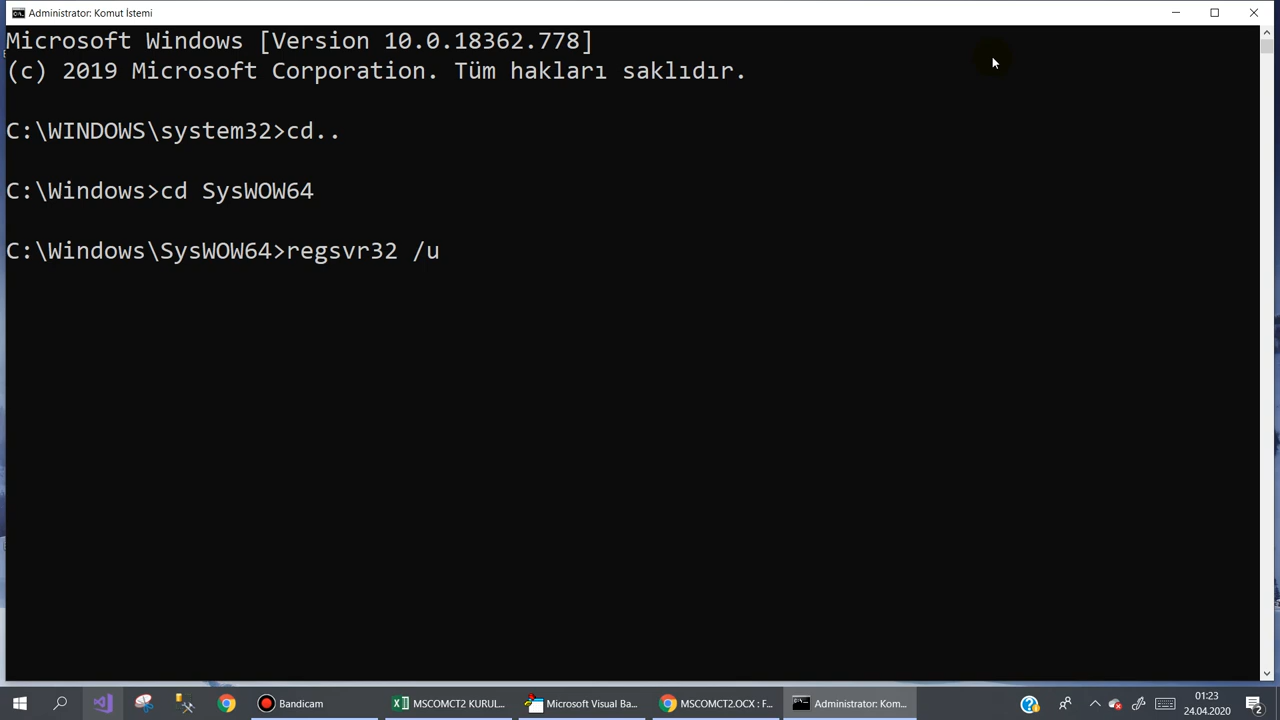 Administrator: Komut İstemi
Microsoft Windows [Version 10.0.18362.778]
(c) 2019 Microsoft Corporation. Tüm hakları saklıdır.
C:\WINDOWS\system32>cd..
C:\Windows>cd SysWOW64
C:\Windows\SysWOW64>regsvr32 /u
Bandicam
MSCOMCT2 KURUL...
Microsoft Visual Ba...
MSCOMCT2.OCX : F...
Administrator: Kom...
01:23
24.04.2020
2